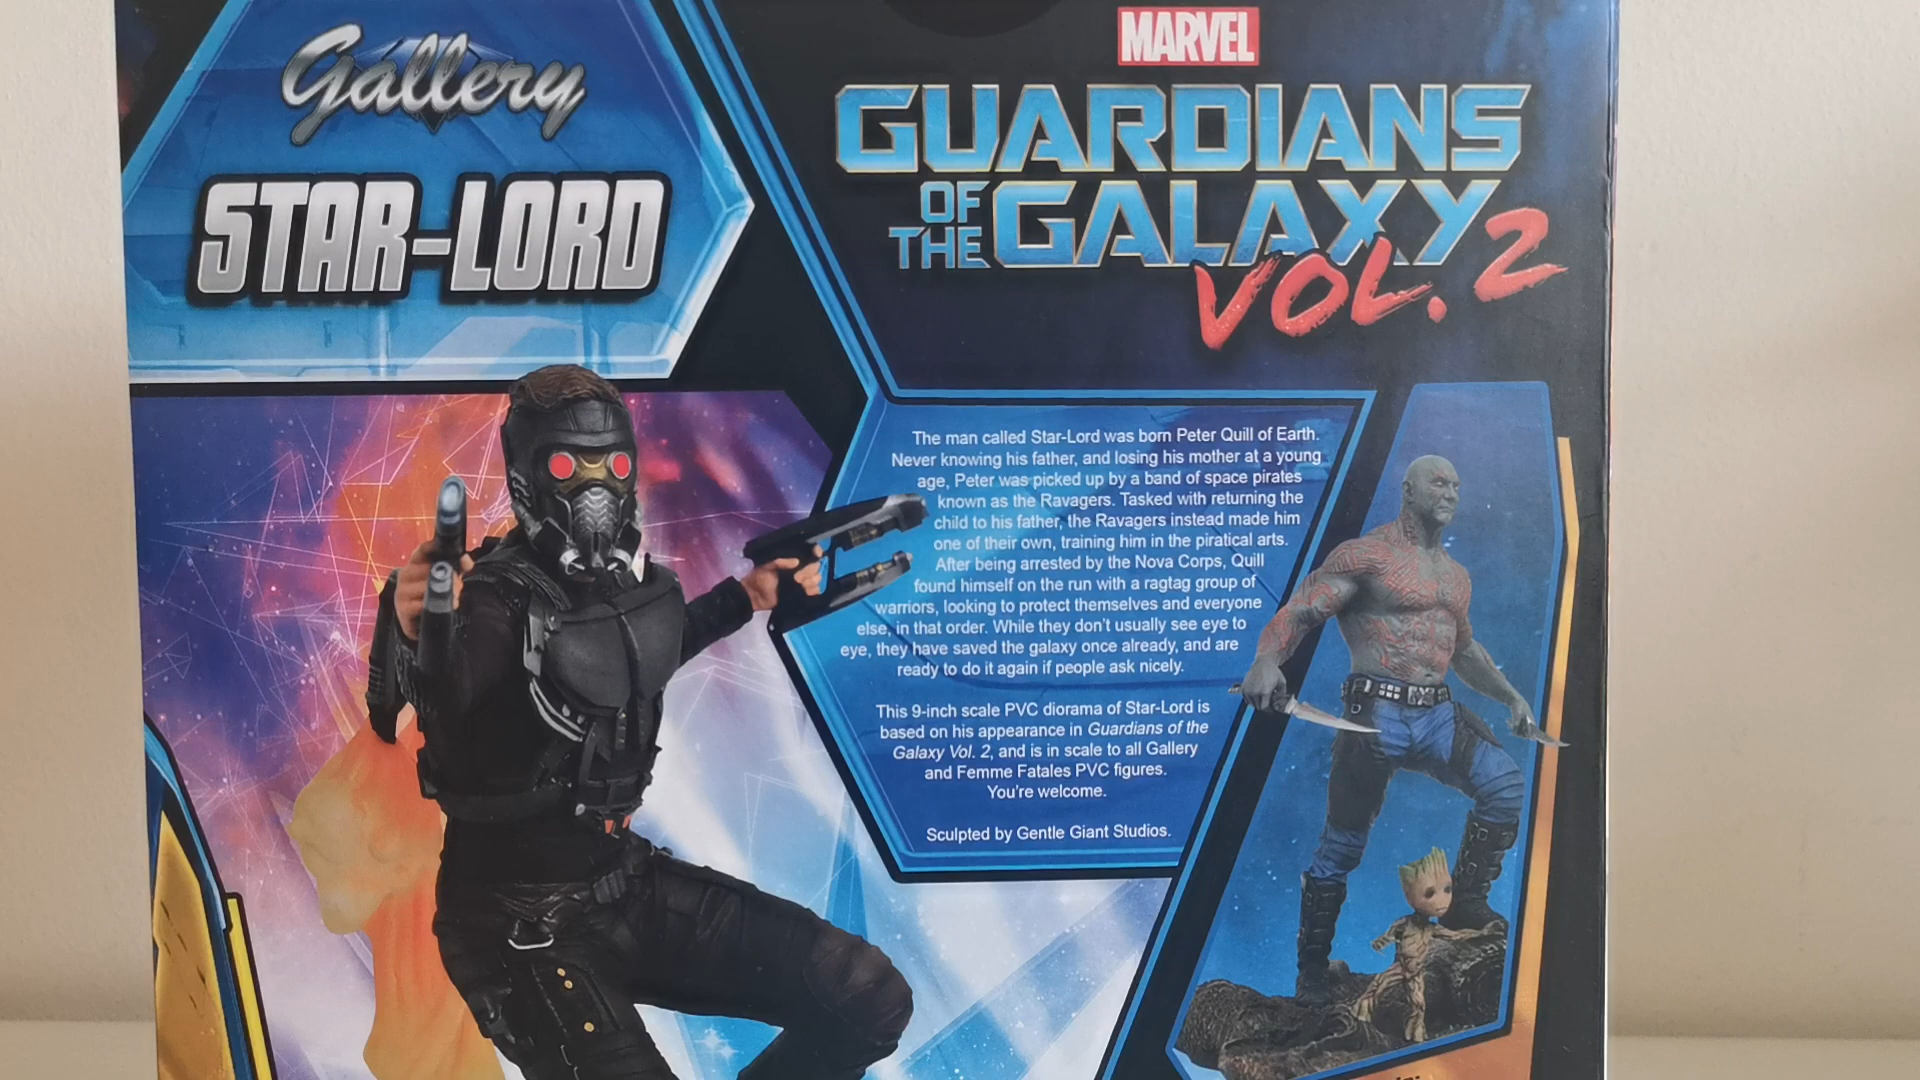 Gallery
STAR-LORD
MARVEL
GUARDIANS
OF
THE GALAXY
VOL. 2
The man called Star-Lord was born Peter Quill of Earth.
Never knowing his father, and losing his mother at a young
age, Peter was picked up by a band of space pirates
known as the Ravagers. Tasked with returning the
child to his father, the Ravagers instead made him
one of their own, training him in the piratical arts.
After being arrested by the Nova Corps, Quill
found himself on the run with a ragtag group of
warriors, looking to protect themselves and everyone
else, in that order. While they don't usually see eye to
eye, they have saved the galaxy once already, and are
ready to do it again if people ask nicely.
This 9-inch scale PVC diorama of Star-Lord is
based on his appearance in Guardians of the
Galaxy Vol. 2, and is in scale to all Gallery
and Femme Fatales PVC figures.
You're welcome.
Sculpted by Gentle Giant Studios.